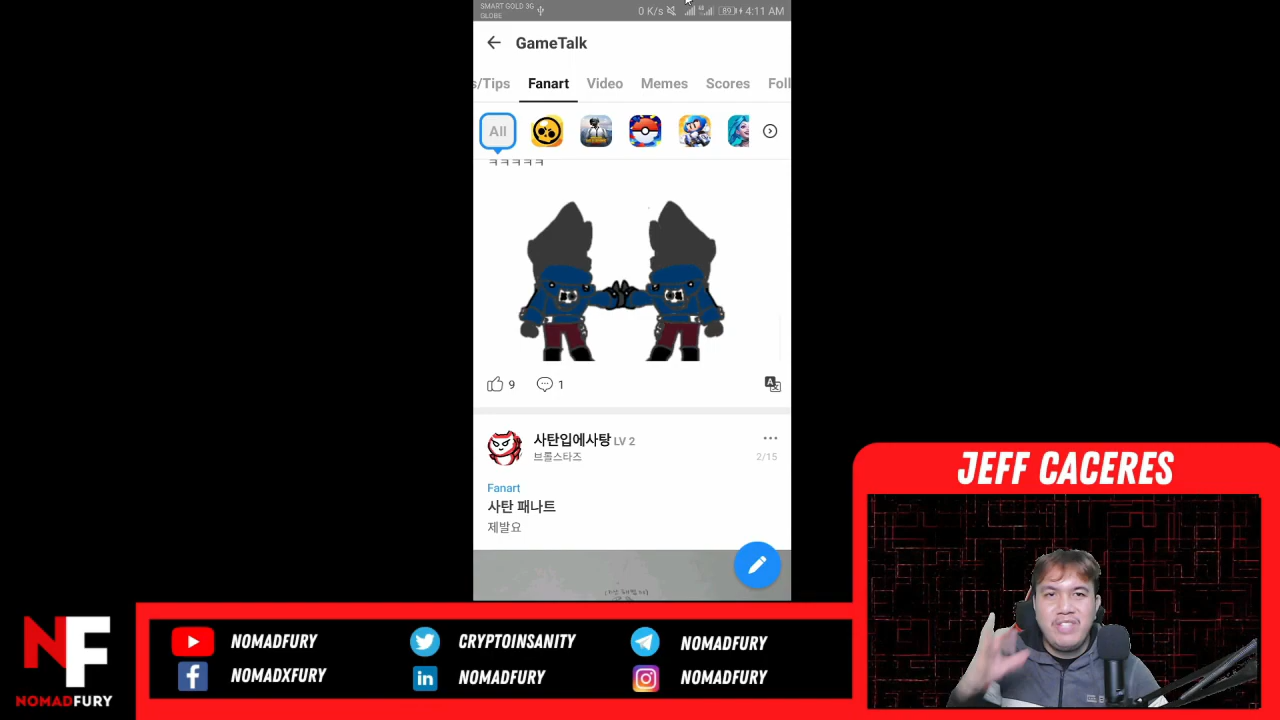 SMART GOLD 3G
GLOBE
0 K/s 89 4:11 AM
GameTalk
s/Tips Fanart Video Memes Scores Foll
All
ㅋㅋㅋㅋㅋ
9 1
사탄입에사탕 LV 2
브롤스타즈
2/15
Fanart
사탄 패나트
제발요
JEFF CACERES
NF
NOMADFURY
NOMADFURY CRYPTOINSANITY NOMADFURY
NOMADXFURY NOMADFURY NOMADFURY